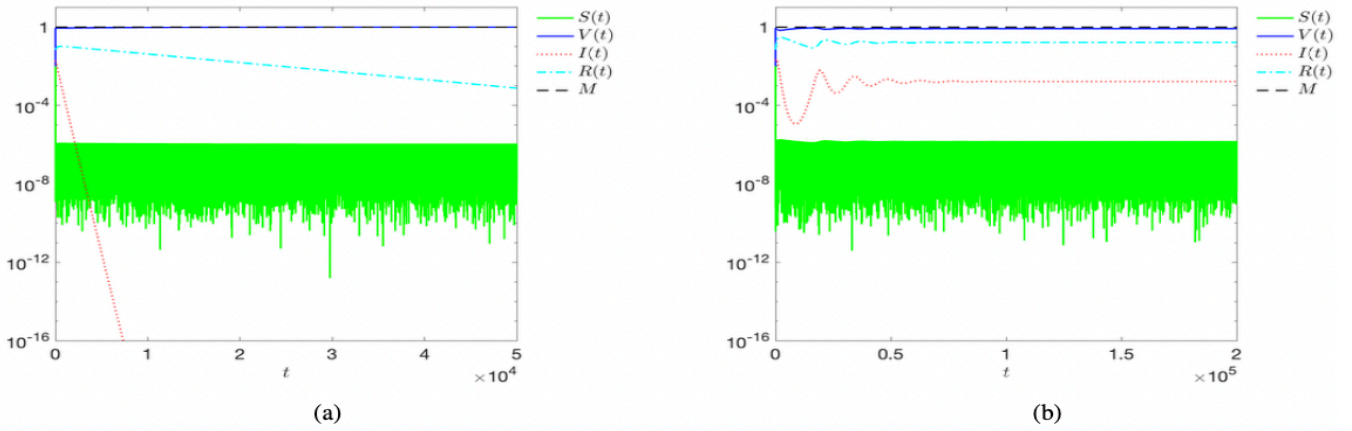 1
10^-4
10^-8
10^-12
10^-16
0 1 2 3 4 5
t
×10^4
S(t)
V(t)
I(t)
R(t)
M
(a)
1
10^-4
10^-8
10^-12
10^-16
0 0.5 1 1.5 2
t
×10^5
S(t)
V(t)
I(t)
R(t)
M
(b)